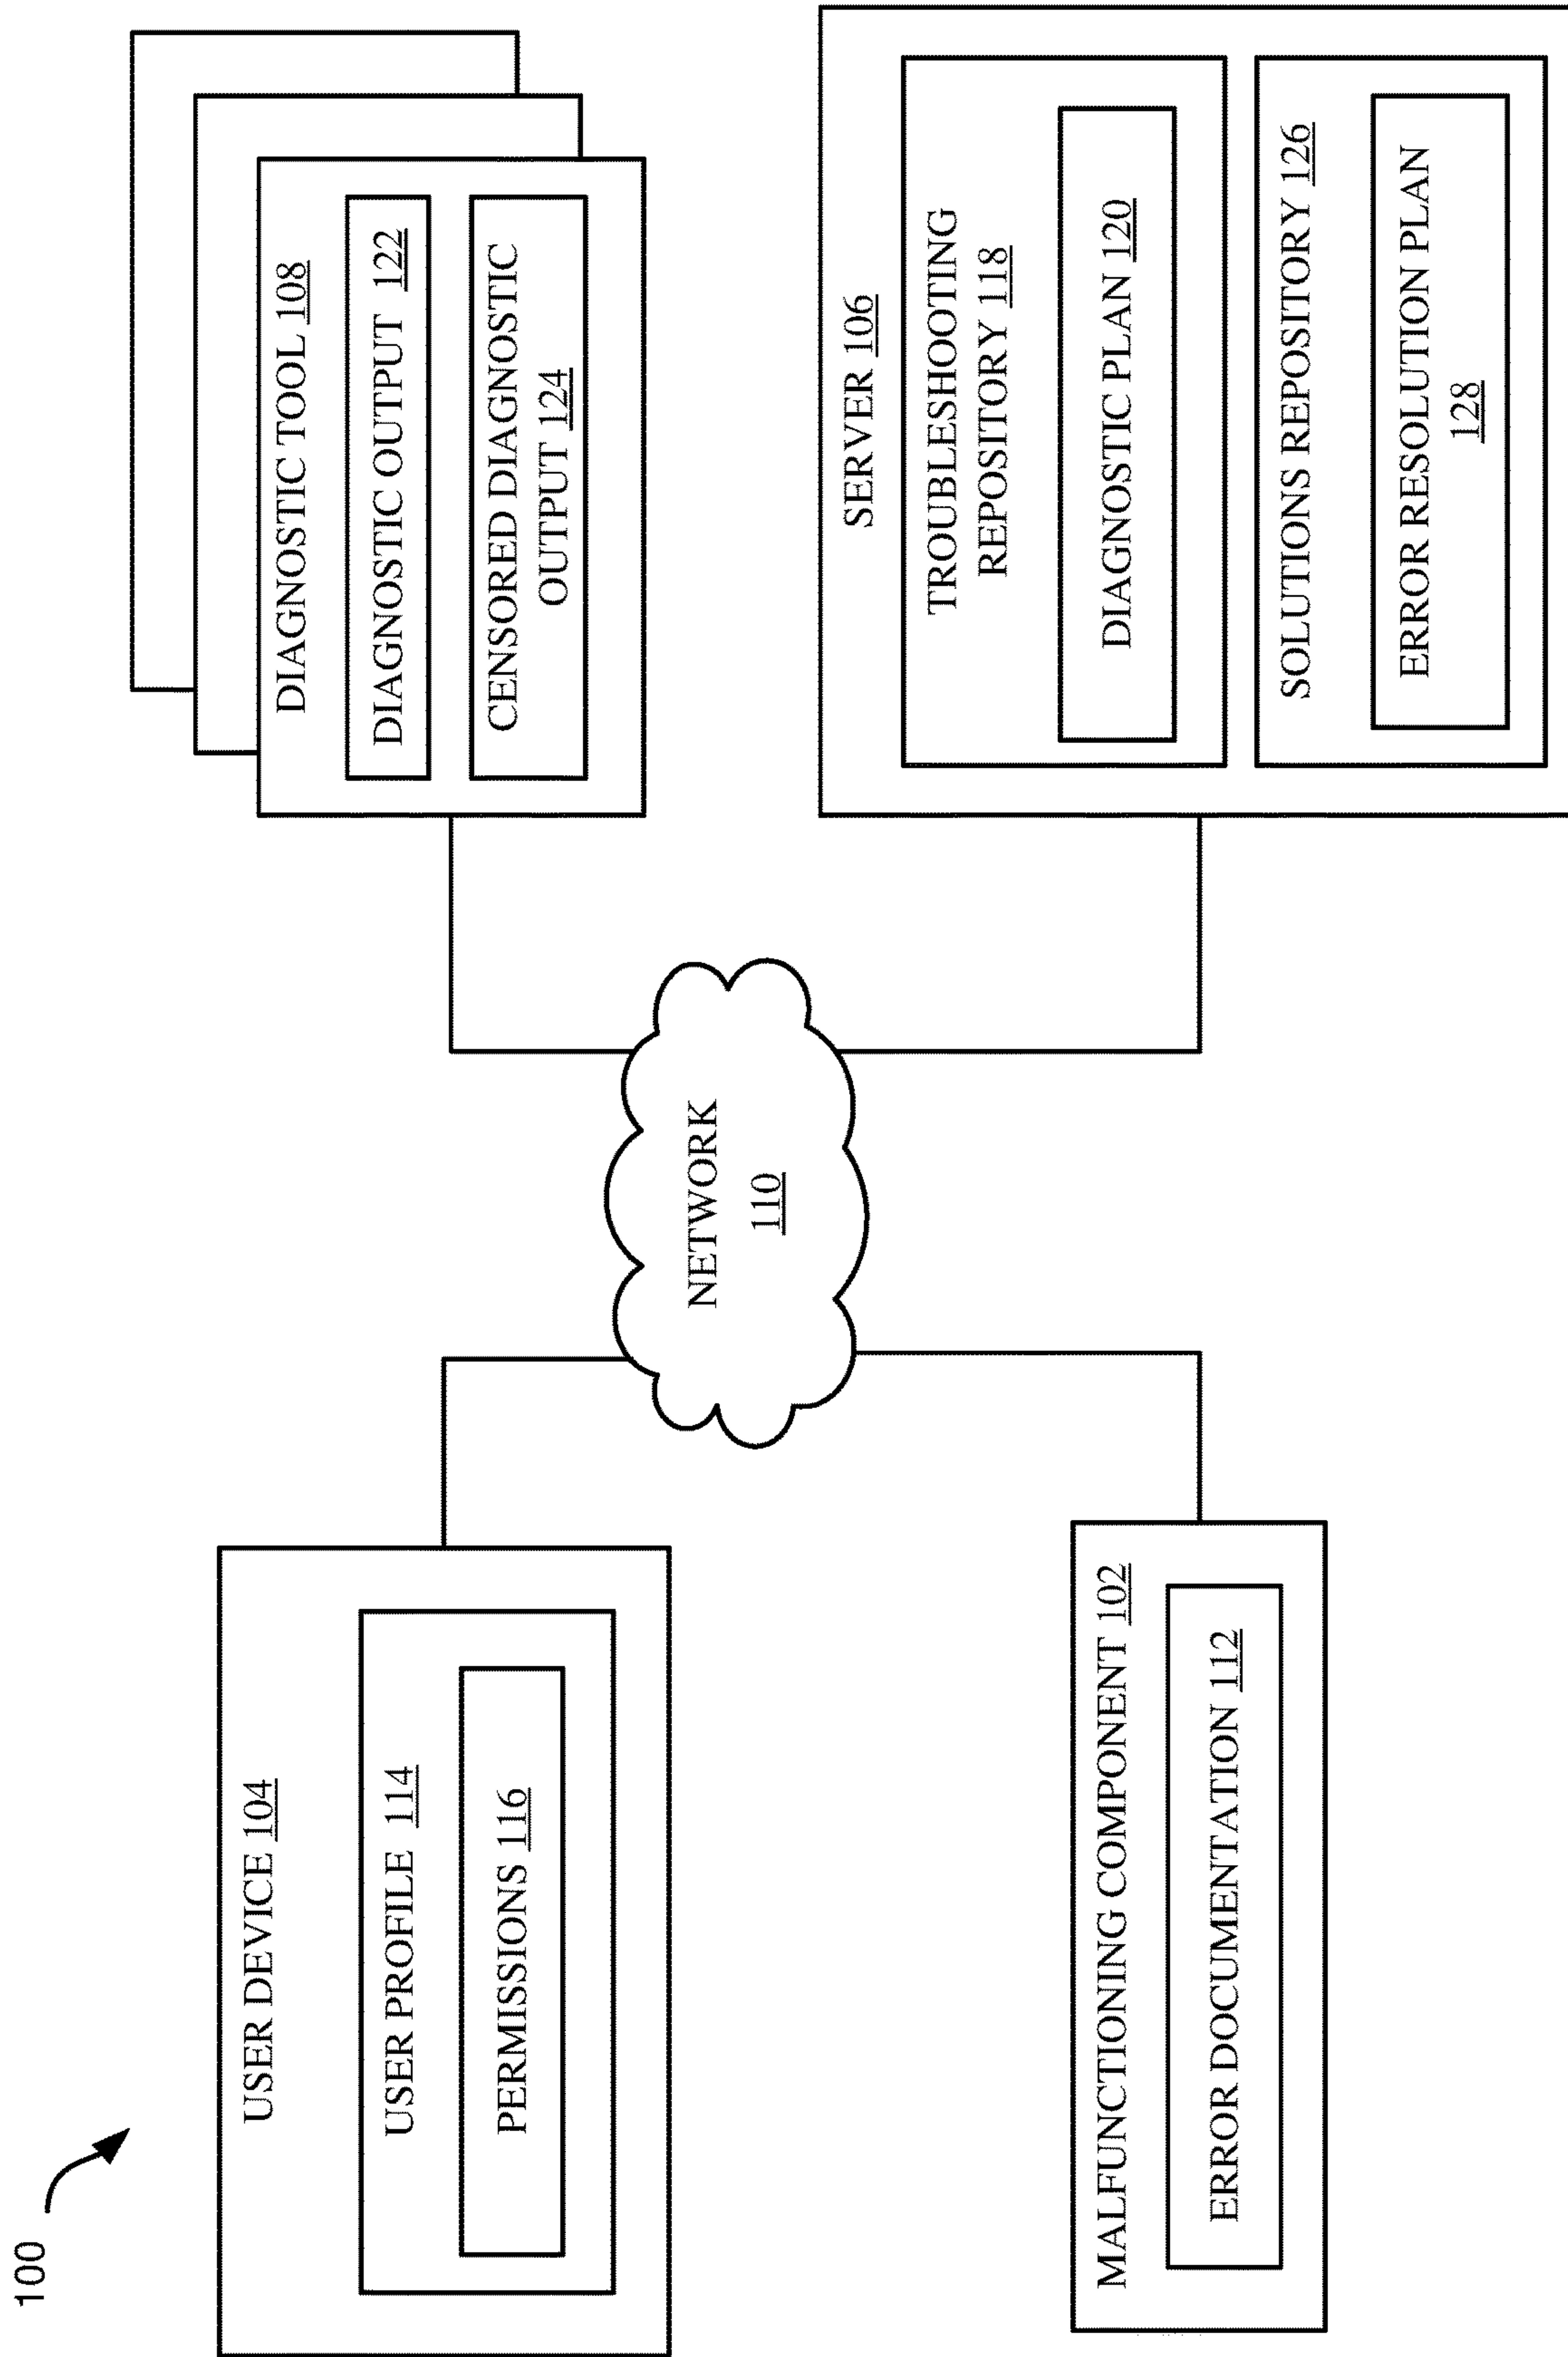 100
USER DEVICE 104
USER PROFILE 114
PERMISSIONS 116
MALFUNCTIONING COMPONENT 102
ERROR DOCUMENTATION 112
NETWORK
110
DIAGNOSTIC TOOL 108
DIAGNOSTIC OUTPUT 122
CENSORED DIAGNOSTIC
OUTPUT 124
SERVER 106
TROUBLESHOOTING
REPOSITORY 118
DIAGNOSTIC PLAN 120
SOLUTIONS REPOSITORY 126
ERROR RESOLUTION PLAN
128